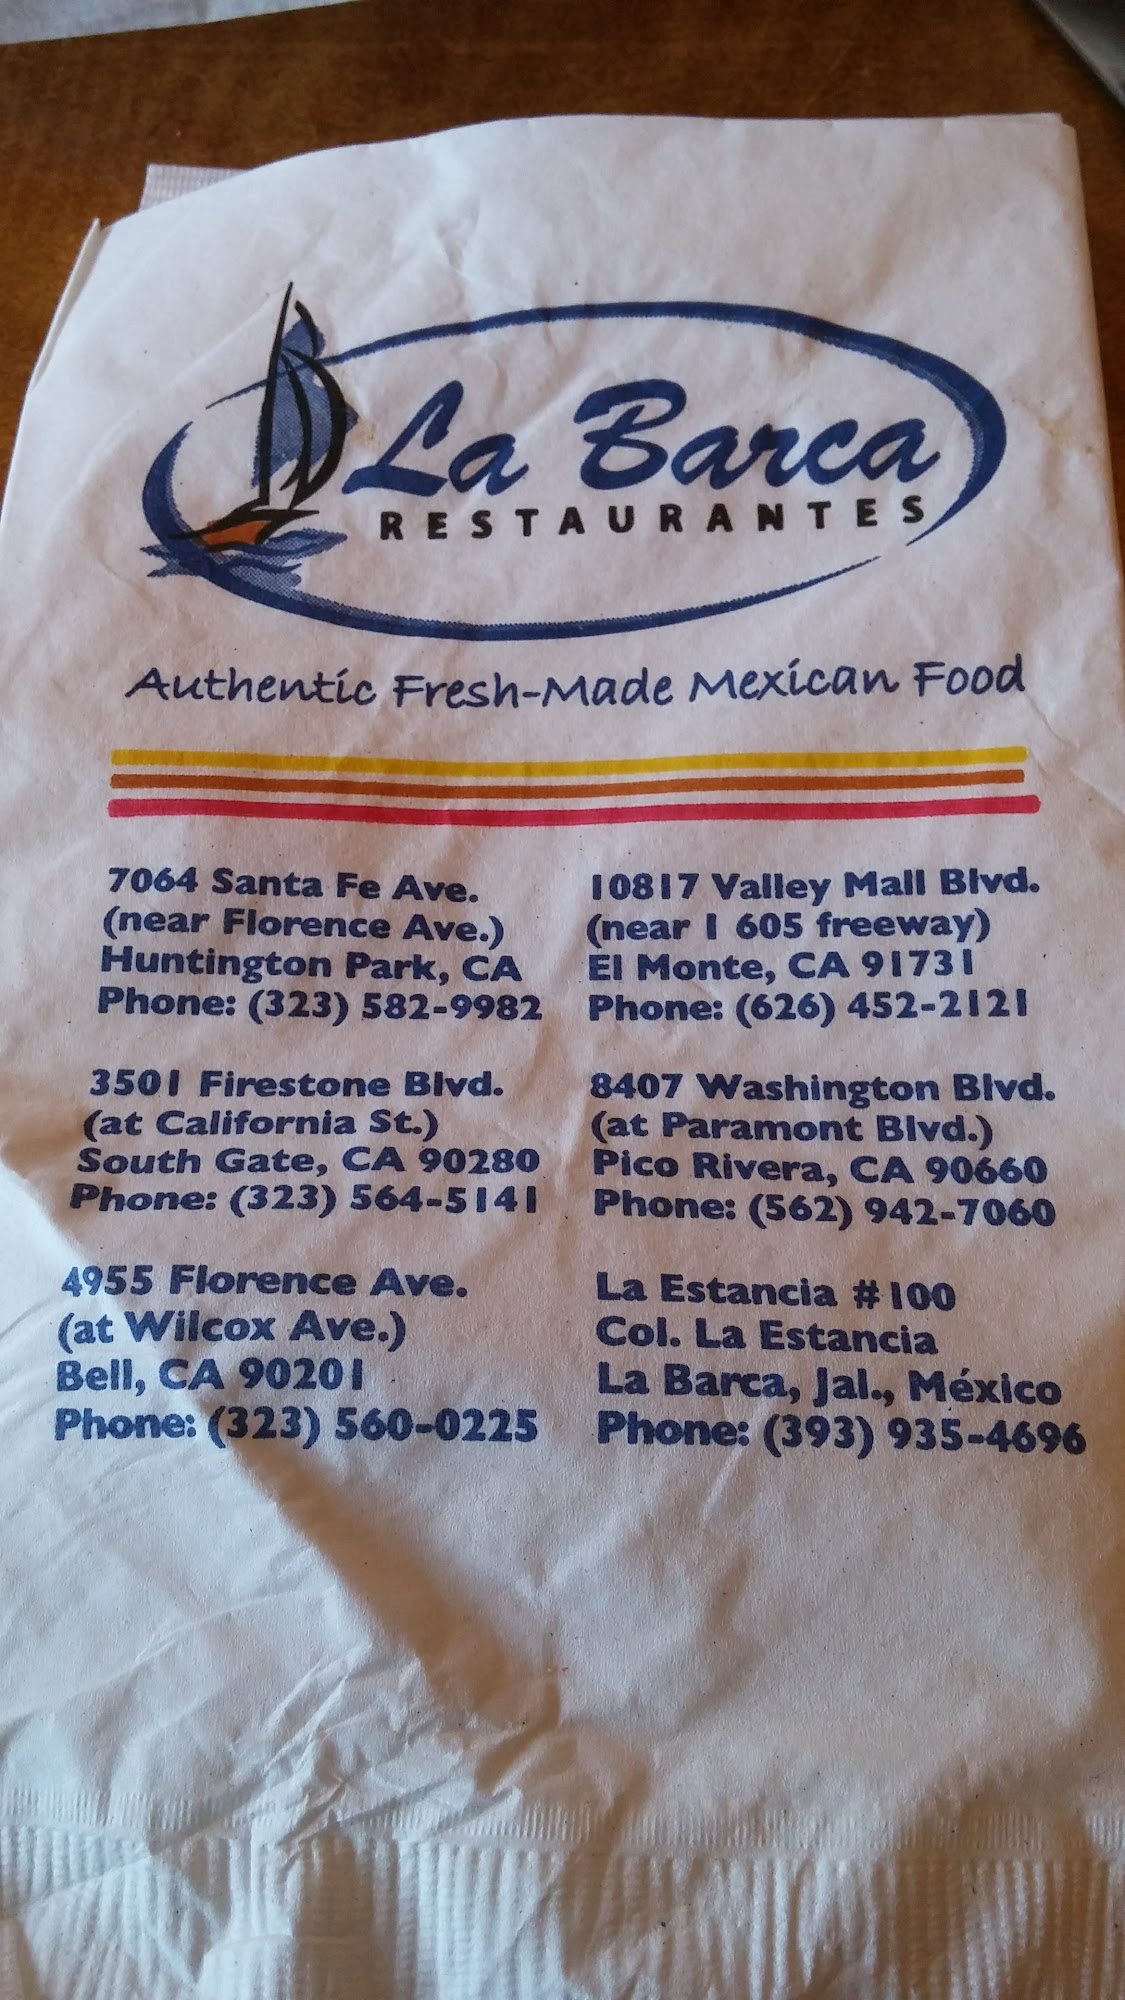 La Barca
RESTAURANTES
Authentic Fresh-Made Mexican Food
7064 Santa Fe Ave.
(near Florence Ave.)
Huntington Park, CA
Phone: (323) 582-9982
3501 Firestone Blvd.
(at California St.)
South Gate, CA 90280
Phone: (323) 564-5141
4955 Florence Ave.
(at Wilcox Ave.)
Bell, CA 90201
Phone: (323) 560-0225
10817 Valley Mall Blvd.
(near I 605 freeway)
El Monte, CA 91731
Phone: (626) 452-2121
8407 Washington Blvd.
(at Paramont Blvd.)
Pico Rivera, CA 90660
Phone: (562) 942-7060
La Estancia #100
Col. La Estancia
La Barca, Jal., México
Phone: (393) 935-4696